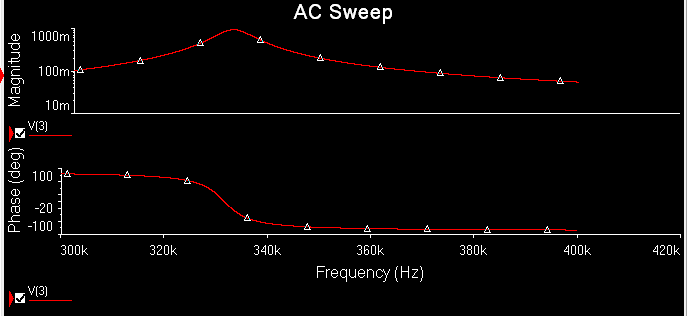 AC Sweep
Magnitude
1000m
100m
10m
V(3)
Phase (deg)
100
-20
-100
300k 320k 340k 360k 380k 400k 420k
Frequency (Hz)
V(3)